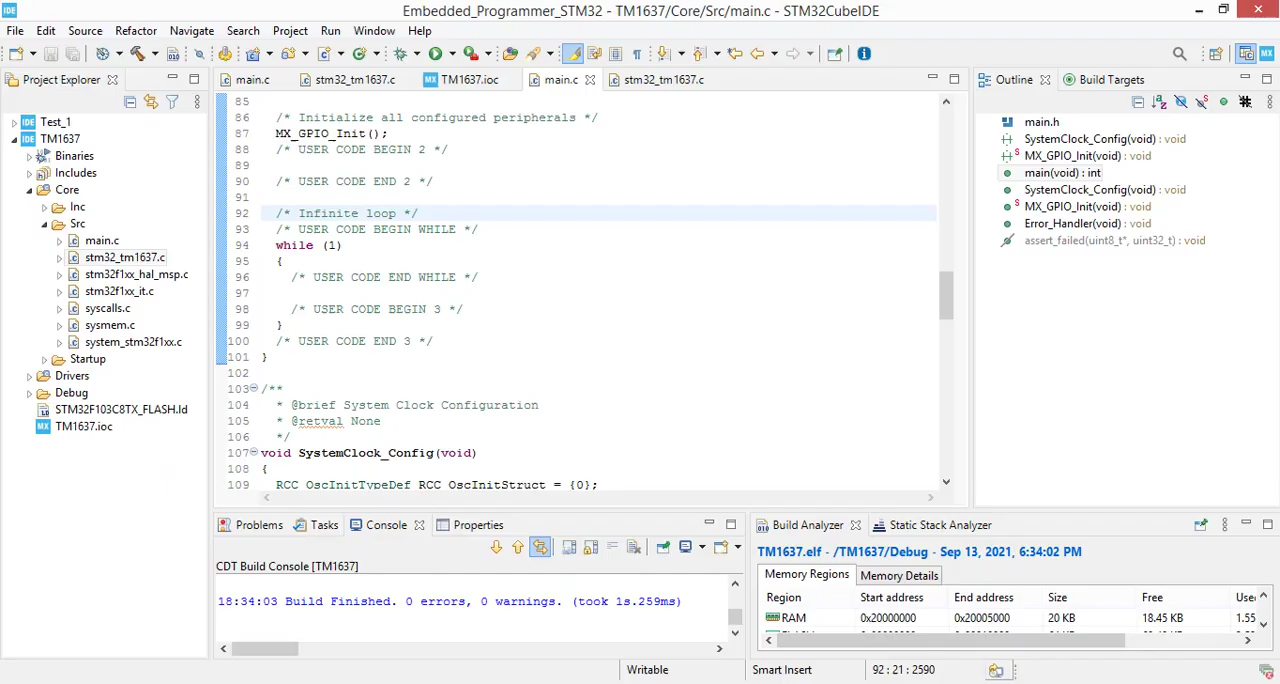 IDE
Embedded_Programmer_STM32 - TM1637/Core/Src/main.c - STM32CubeIDE
File Edit Source Refactor Navigate Search Project Run Window Help
Project Explorer
main.c stm32_tm1637.c TM1637.ioc main.c stm32_tm1637.c
Outline Build Targets
Test_1
TM1637
Binaries
Includes
Core
Inc
Src
main.c
stm32_tm1637.c
stm32f1xx_hal_msp.c
stm32f1xx_it.c
syscalls.c
sysmem.c
system_stm32f1xx.c
Startup
Drivers
Debug
STM32F103C8TX_FLASH.ld
TM1637.ioc
85
86 /* Initialize all configured peripherals */
87 MX_GPIO_Init();
88 /* USER CODE BEGIN 2 */
89
90 /* USER CODE END 2 */
91
92 /* Infinite loop */
93 /* USER CODE BEGIN WHILE */
94 while (1)
95 {
96 /* USER CODE END WHILE */
97
98 /* USER CODE BEGIN 3 */
99 }
100 /* USER CODE END 3 */
101 }
102
103 /**
104 * @brief System Clock Configuration
105 * @retval None
106 */
107 void SystemClock_Config(void)
108 {
109 RCC_OscInitTypeDef RCC_OscInitStruct = {0};
main.h
SystemClock_Config(void) : void
MX_GPIO_Init(void) : void
main(void) : int
SystemClock_Config(void) : void
MX_GPIO_Init(void) : void
Error_Handler(void) : void
assert_failed(uint8_t*, uint32_t) : void
Problems Tasks Console Properties
CDT Build Console [TM1637]
18:34:03 Build Finished. 0 errors, 0 warnings. (took 1s.259ms)
Build Analyzer Static Stack Analyzer
TM1637.elf - /TM1637/Debug - Sep 13, 2021, 6:34:02 PM
Memory Regions Memory Details
Region Start address End address Size Free
RAM 0x20000000 0x20005000 20 KB 18.45 KB 1.55
Writable Smart Insert 92 : 21 : 2590